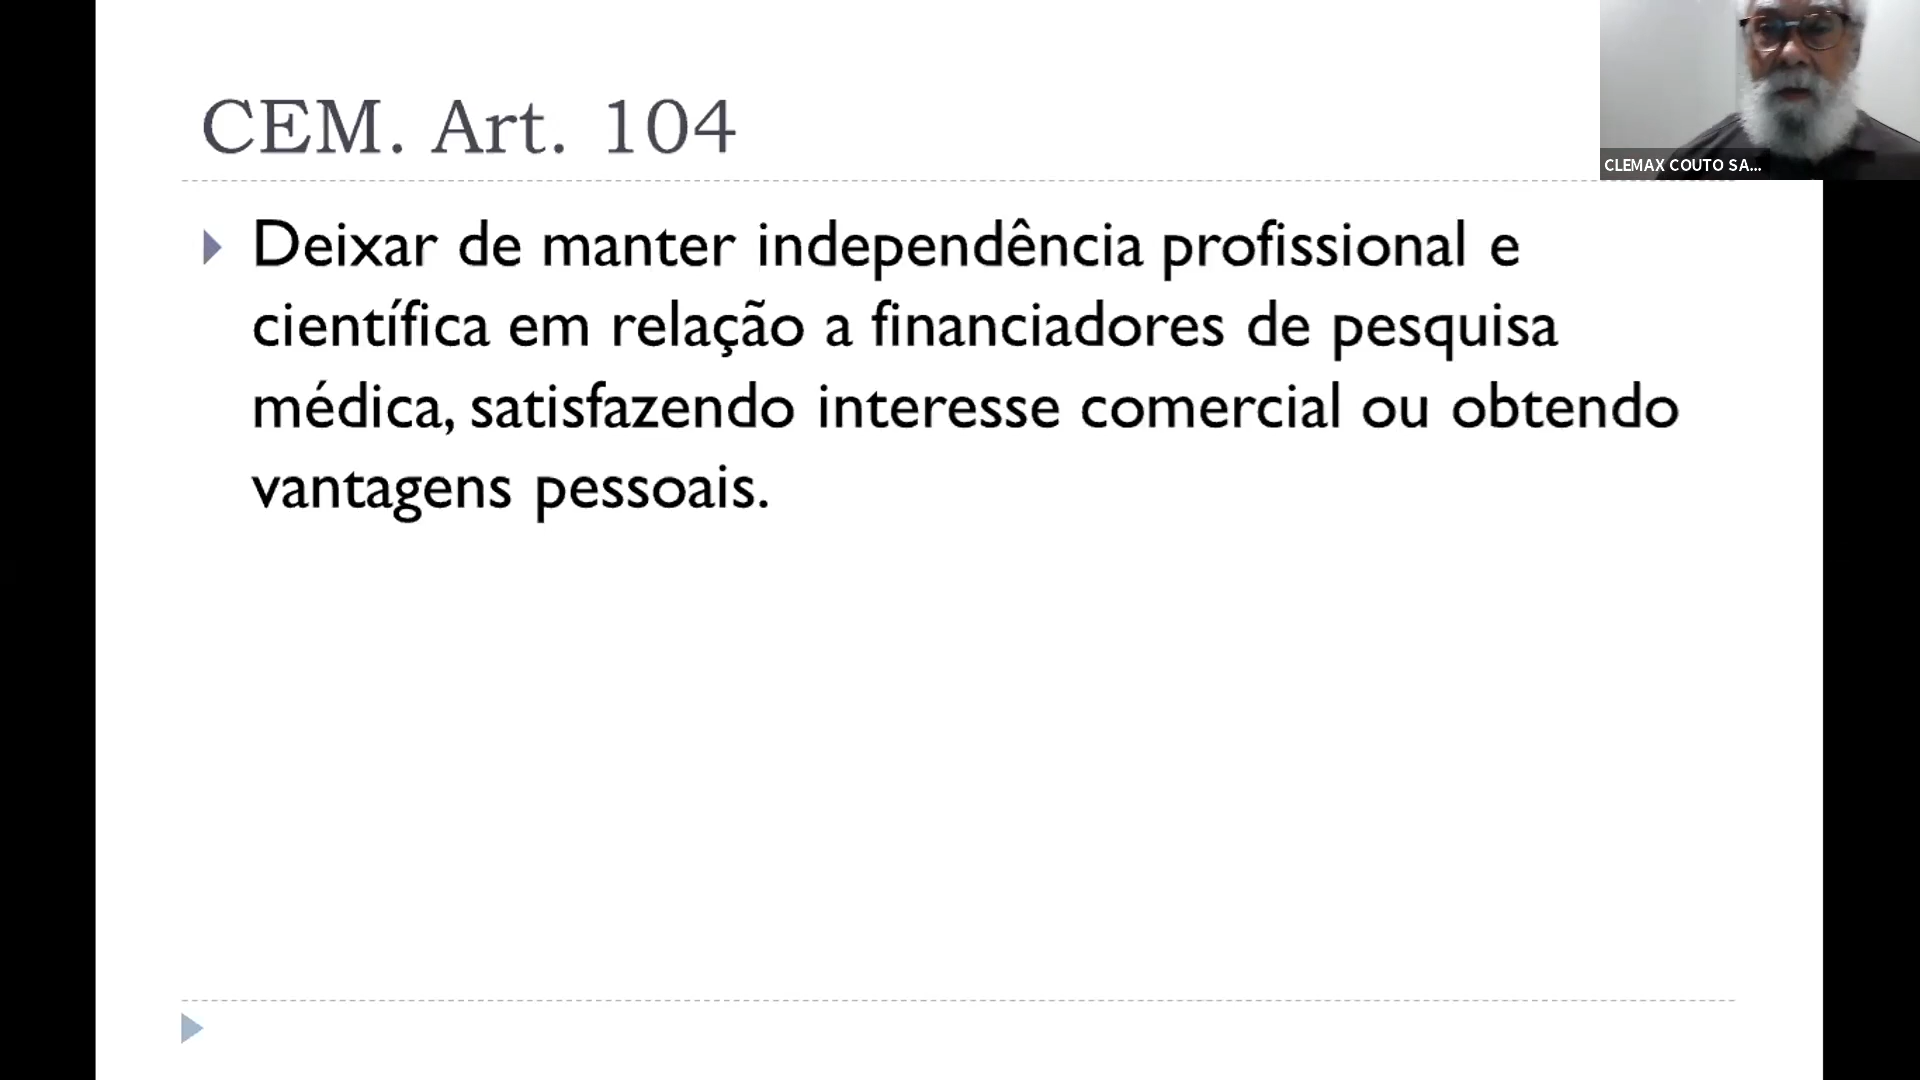 CEM. Art. 104
CLEMAX COUTO SA...
Deixar de manter independência profissional e
científica em relação a financiadores de pesquisa
médica, satisfazendo interesse comercial ou obtendo
vantagens pessoais.